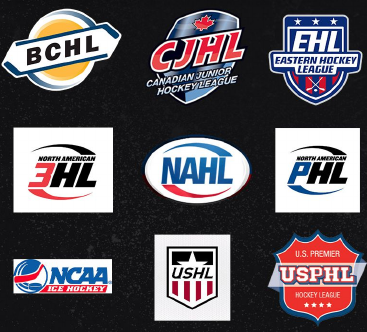 BCHL
CJHL
CANADIAN JUNIOR
HOCKEY LEAGUE
EHL
EASTERN HOCKEY
LEAGUE
NORTH AMERICAN
3HL
NAHL
NORTH AMERICAN
PHL
NCAA
ICE HOCKEY
USHL
U.S. PREMIER
USPHL
HOCKEY LEAGUE